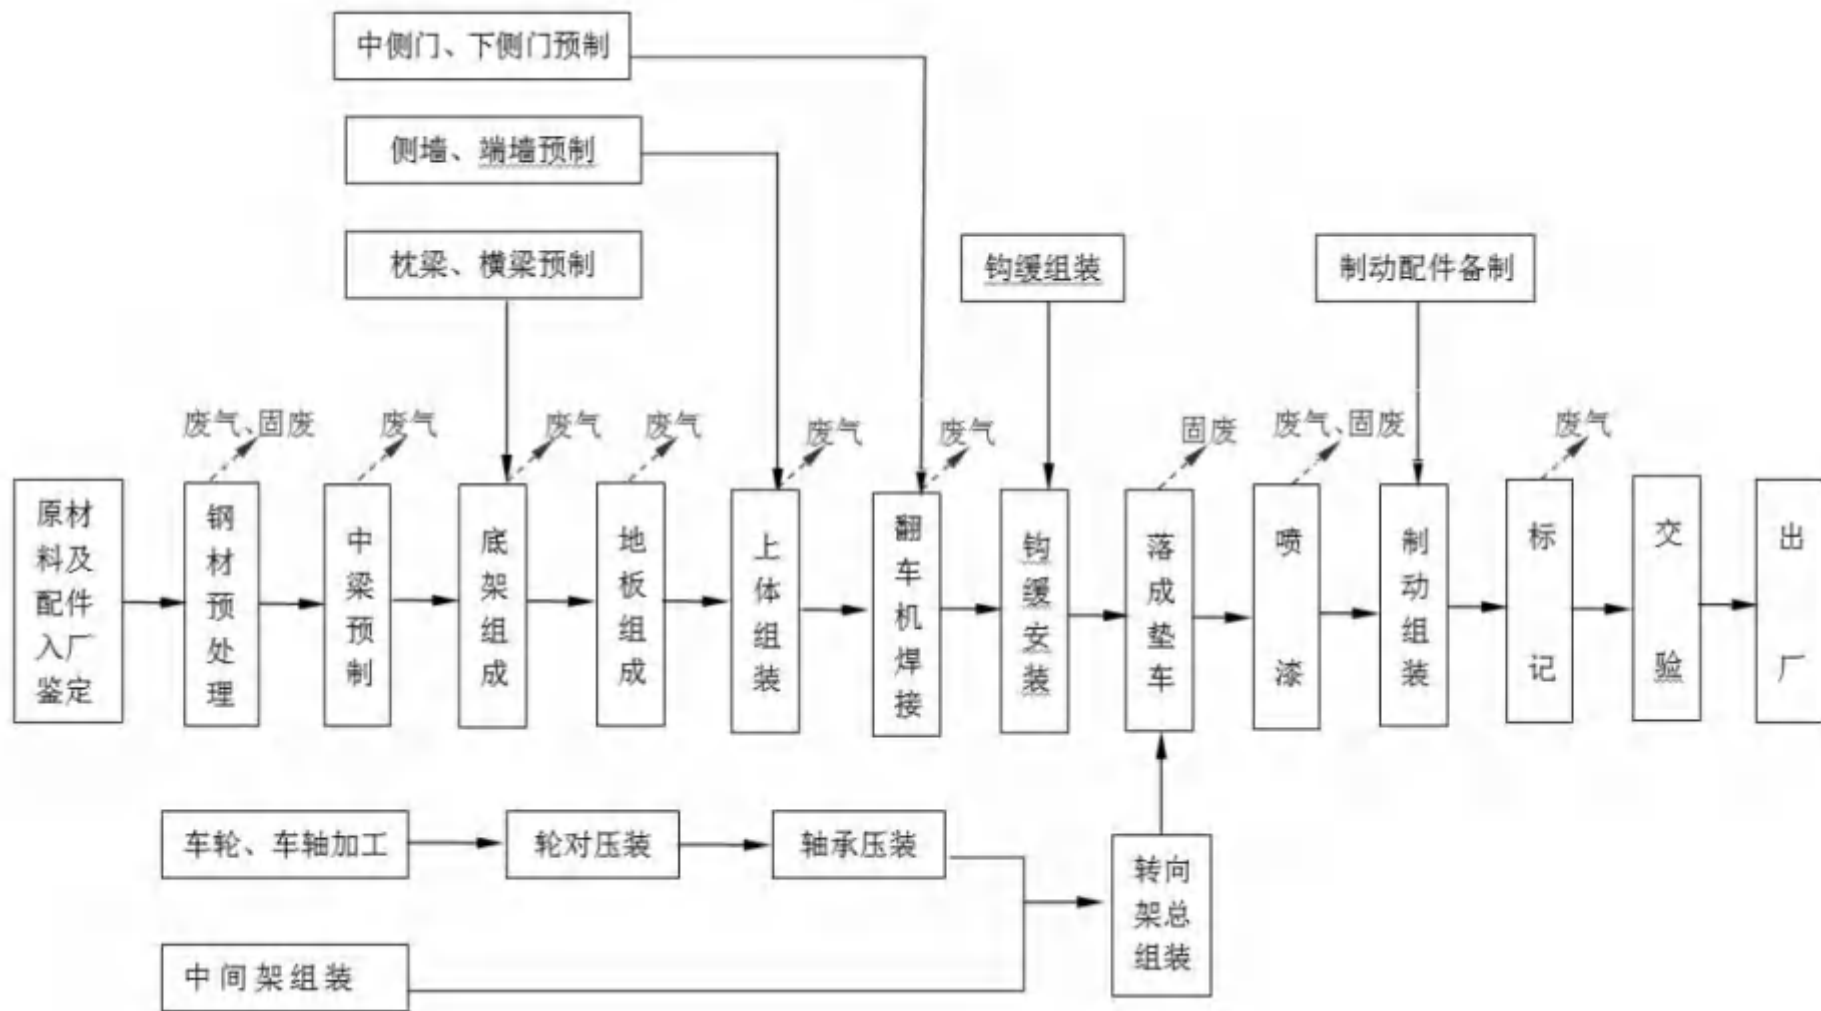 中侧门、下侧门预制
侧墙、端墙预制
枕梁、横梁预制
钩缓组装
制动配件备制
废气、固废
废气
废气
废气
废气
废气
固废
废气、固废
废气
原材
料及
配件
入厂
鉴定
钢材预处理
中梁预制
底架组成
地板组成
上体组装
翻车机焊接
钩缓安装
落成垫车
喷漆
制动组装
标记
交验
出厂
车轮、车轴加工
轮对压装
轴承压装
转向
架总
组装
中间架组装